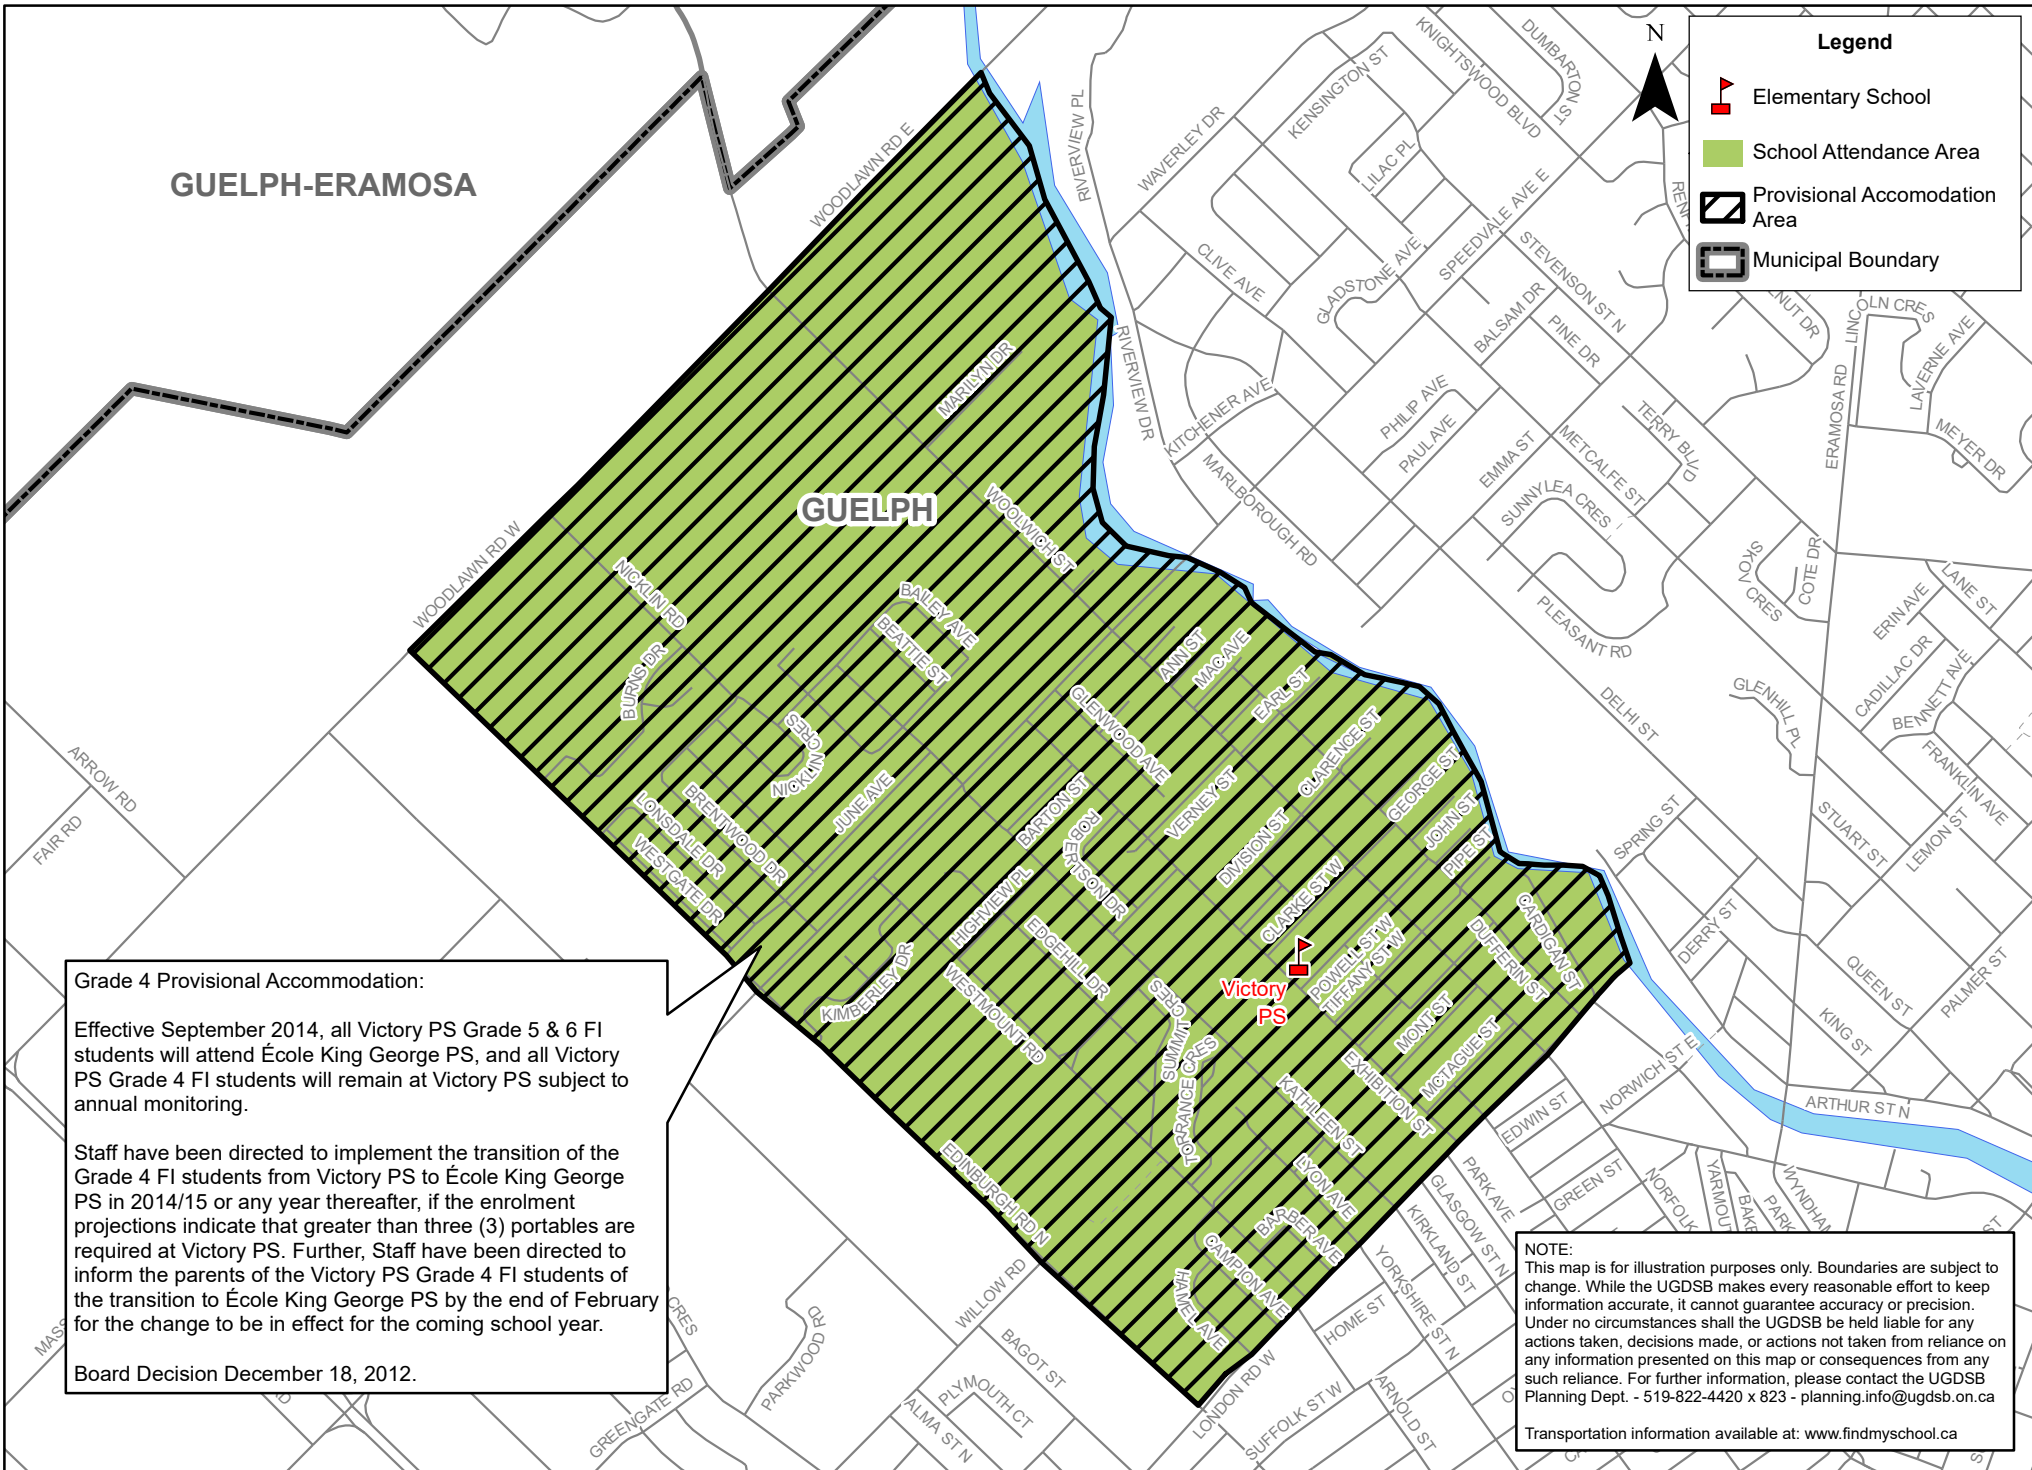 N
Legend
Elementary School
School Attendance Area
Provisional Accomodation
Area
Municipal Boundary
GUELPH-ERAMOSA
GUELPH
WOODLAWN RD E
WOODLAWN RD W
RIVERVIEW PL
RIVERVIEW DR
WAVERLEY DR
KENSINGTON ST
KNIGHTSWOOD BLVD
DUMBARTON ST
LILAC PL
CLIVE AVE
GLADSTONE AVE
SPEEDVALE AVE E
STEVENSON ST N
BALSAM DR
PINE DR
LINCOLN CRES
LAVERNE AVE
MEYER DR
ERAMOSA RD
KITCHENER AVE
PHILIP AVE
PAUL AVE
EMMA ST
METCALFE ST
TERRY BLVD
MARLBOROUGH RD
SUNNYLEA CRES
SKOV CRES
COTE DR
LANE ST
ERIN AVE
CADILLAC DR
BENNETT AVE
FRANKLIN AVE
GLENHILL PL
PLEASANT RD
DELHI ST
STUART ST
LEMON ST
SPRING ST
DERRY ST
QUEEN ST
PALMER ST
KING ST
ARTHUR ST N
NORWICH ST E
MARILYN DR
WOOLWICH ST
NICKLIN RD
BAILEY AVE
BEATTIE ST
BURNS DR
NICKLIN CRES
JUNE AVE
BRENTWOOD DR
LONSDALE DR
WESTGATE DR
ANN ST
MAC AVE
EARL ST
GLENWOOD AVE
CLARENCE ST
VERNEY ST
GEORGE ST
BARTON ST
ROBERTSON DR
DIVISION ST
JOHN ST
PIPE ST
CLARKE ST W
HIGHVIEW PL
EDGEHILL DR
WESTMOUNT RD
KIMBERLEY DR
Victory
PS
POWELL ST W
TIFFANY ST W
DUFFERIN ST
CARDIGAN ST
MONT ST
MCTAGUE ST
EXHIBITION ST
SUMMIT CRES
TORRANCE CRES
KATHLEEN ST
LYON AVE
BARBER AVE
CAMPION AVE
HAMEL AVE
EDINBURGH RD N
WILLOW RD
LONDON RD W
EDWIN ST
GREEN ST
PARK AVE
GLASGOW ST N
KIRKLAND ST
YORKSHIRE ST N
HOME ST
SUFFOLK ST W
ARNOLD ST
NORFOLK
WYNDHAM
BAGOT ST
PLYMOUTH CT
ALMA ST N
PARKWOOD RD
GREENGATE RD
CRES
ARROW RD
FAIR RD
Grade 4 Provisional Accommodation:
Effective September 2014, all Victory PS Grade 5 & 6 FI
students will attend École King George PS, and all Victory
PS Grade 4 FI students will remain at Victory PS subject to
annual monitoring.
Staff have been directed to implement the transition of the
Grade 4 FI students from Victory PS to École King George
PS in 2014/15 or any year thereafter, if the enrolment
projections indicate that greater than three (3) portables are
required at Victory PS. Further, Staff have been directed to
inform the parents of the Victory PS Grade 4 FI students of
the transition to École King George PS by the end of February
for the change to be in effect for the coming school year.
Board Decision December 18, 2012.
NOTE:
This map is for illustration purposes only. Boundaries are subject to
change. While the UGDSB makes every reasonable effort to keep
information accurate, it cannot guarantee accuracy or precision.
Under no circumstances shall the UGDSB be held liable for any
actions taken, decisions made, or actions not taken from reliance on
any information presented on this map or consequences from any
such reliance. For further information, please contact the UGDSB
Planning Dept. - 519-822-4420 x 823 - planning.info@ugdsb.on.ca
Transportation information available at: www.findmyschool.ca